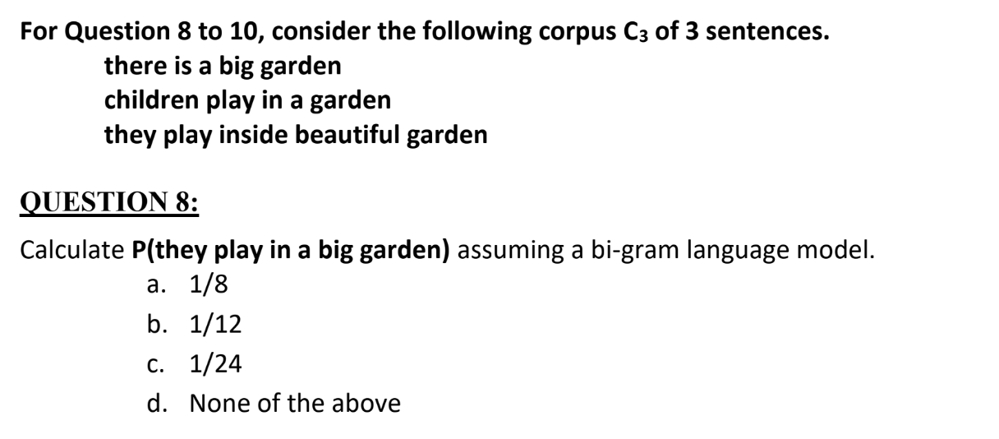 For Question 8 to 10, consider the following corpus C₃ of 3 sentences.
there is a big garden
children play in a garden
they play inside beautiful garden
QUESTION 8:
Calculate P(they play in a big garden) assuming a bi-gram language model.
a. 1/8
b. 1/12
c. 1/24
d. None of the above